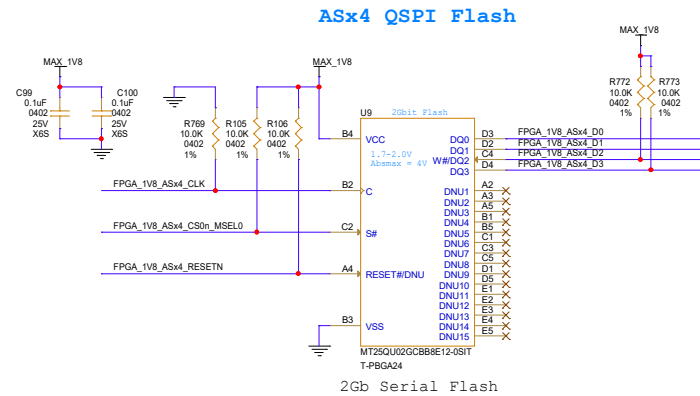 ASx4 QSPI Flash
MAX_1V8
MAX_1V8
MAX_1V8
C99
0.1uF
0402
25V
X6S
C100
0.1uF
0402
25V
X6S
R769
10.0K
0402
1%
R105
10.0K
0402
1%
R106
10.0K
0402
1%
R772
10.0K
0402
1%
R773
10.0K
0402
1%
U9
2Gbit Flash
1.7-2.0V
Absmax = 4V
B4 VCC
B2 C
C2 S#
A4 RESET#/DNU
B3 VSS
FPGA_1V8_ASx4_CLK
FPGA_1V8_ASx4_CS0n_MSEL0
FPGA_1V8_ASx4_RESETN
DQ0 D3 FPGA_1V8_ASx4_D0
DQ1 D2 FPGA_1V8_ASx4_D1
W#/DQ2 C4 FPGA_1V8_ASx4_D2
DQ3 D4 FPGA_1V8_ASx4_D3
DNU1 A2
DNU2 A3
DNU3 A5
DNU4 B1
DNU5 B5
DNU6 C1
DNU7 C3
DNU8 C5
DNU9 D1
DNU10 D5
DNU11 E1
DNU12 E2
DNU13 E3
DNU14 E4
DNU15 E5
MT25QU02GCBB8E12-0SIT
T-PBGA24
2Gb Serial Flash